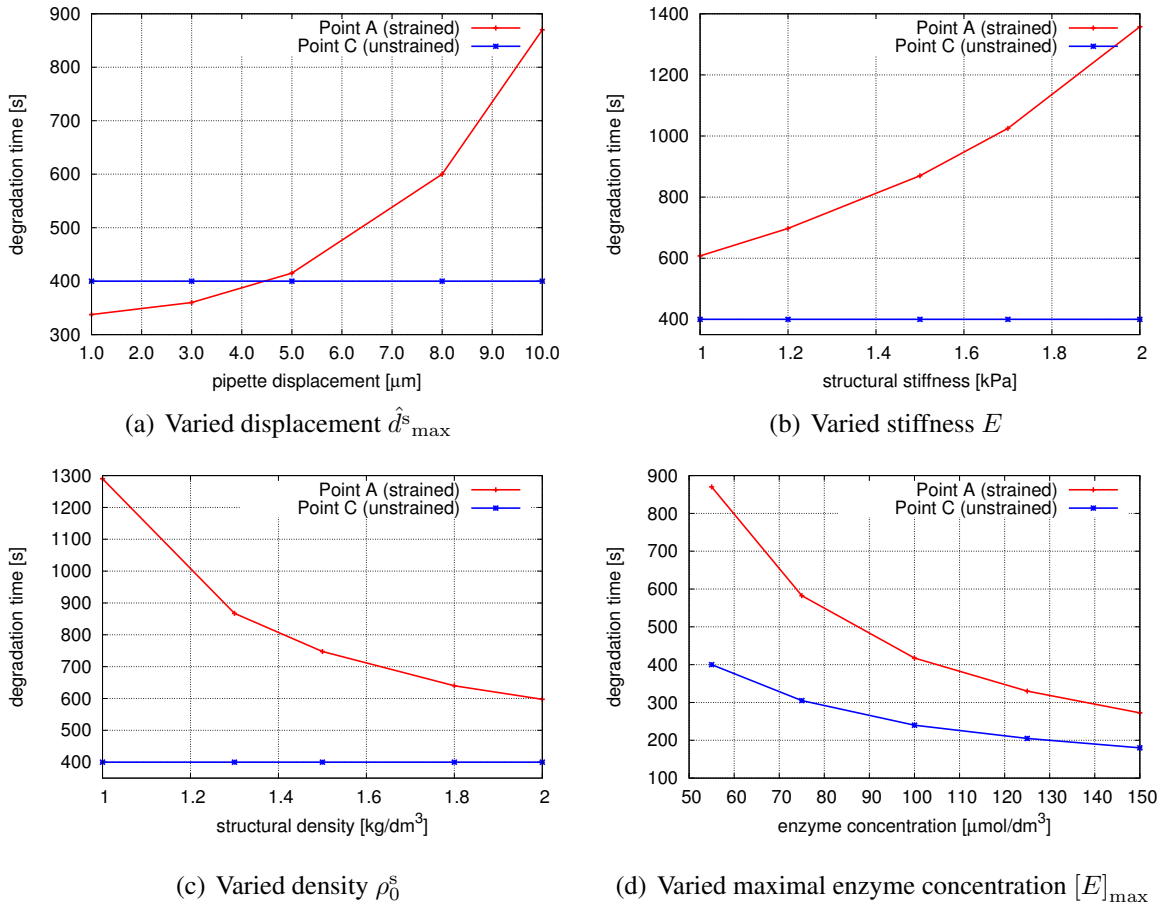 900
800
700
600
500
400
300
degradation time [s]
Point A (strained)
Point C (unstrained)
1.0 2.0 3.0 4.0 5.0 6.0 7.0 8.0 9.0 10.0
pipette displacement [μm]
(a) Varied displacement d̂ˢmax
1400
1200
1000
800
600
400
degradation time [s]
Point A (strained)
Point C (unstrained)
1 1.2 1.4 1.6 1.8 2
structural stiffness [kPa]
(b) Varied stiffness E
1300
1200
1100
1000
900
800
700
600
500
400
degradation time [s]
Point A (strained)
Point C (unstrained)
1 1.2 1.4 1.6 1.8 2
structural density [kg/dm³]
(c) Varied density ρ₀ˢ
900
800
700
600
500
400
300
200
100
degradation time [s]
Point A (strained)
Point C (unstrained)
50 60 70 80 90 100 110 120 130 140 150
enzyme concentration [μmol/dm³]
(d) Varied maximal enzyme concentration [E]max